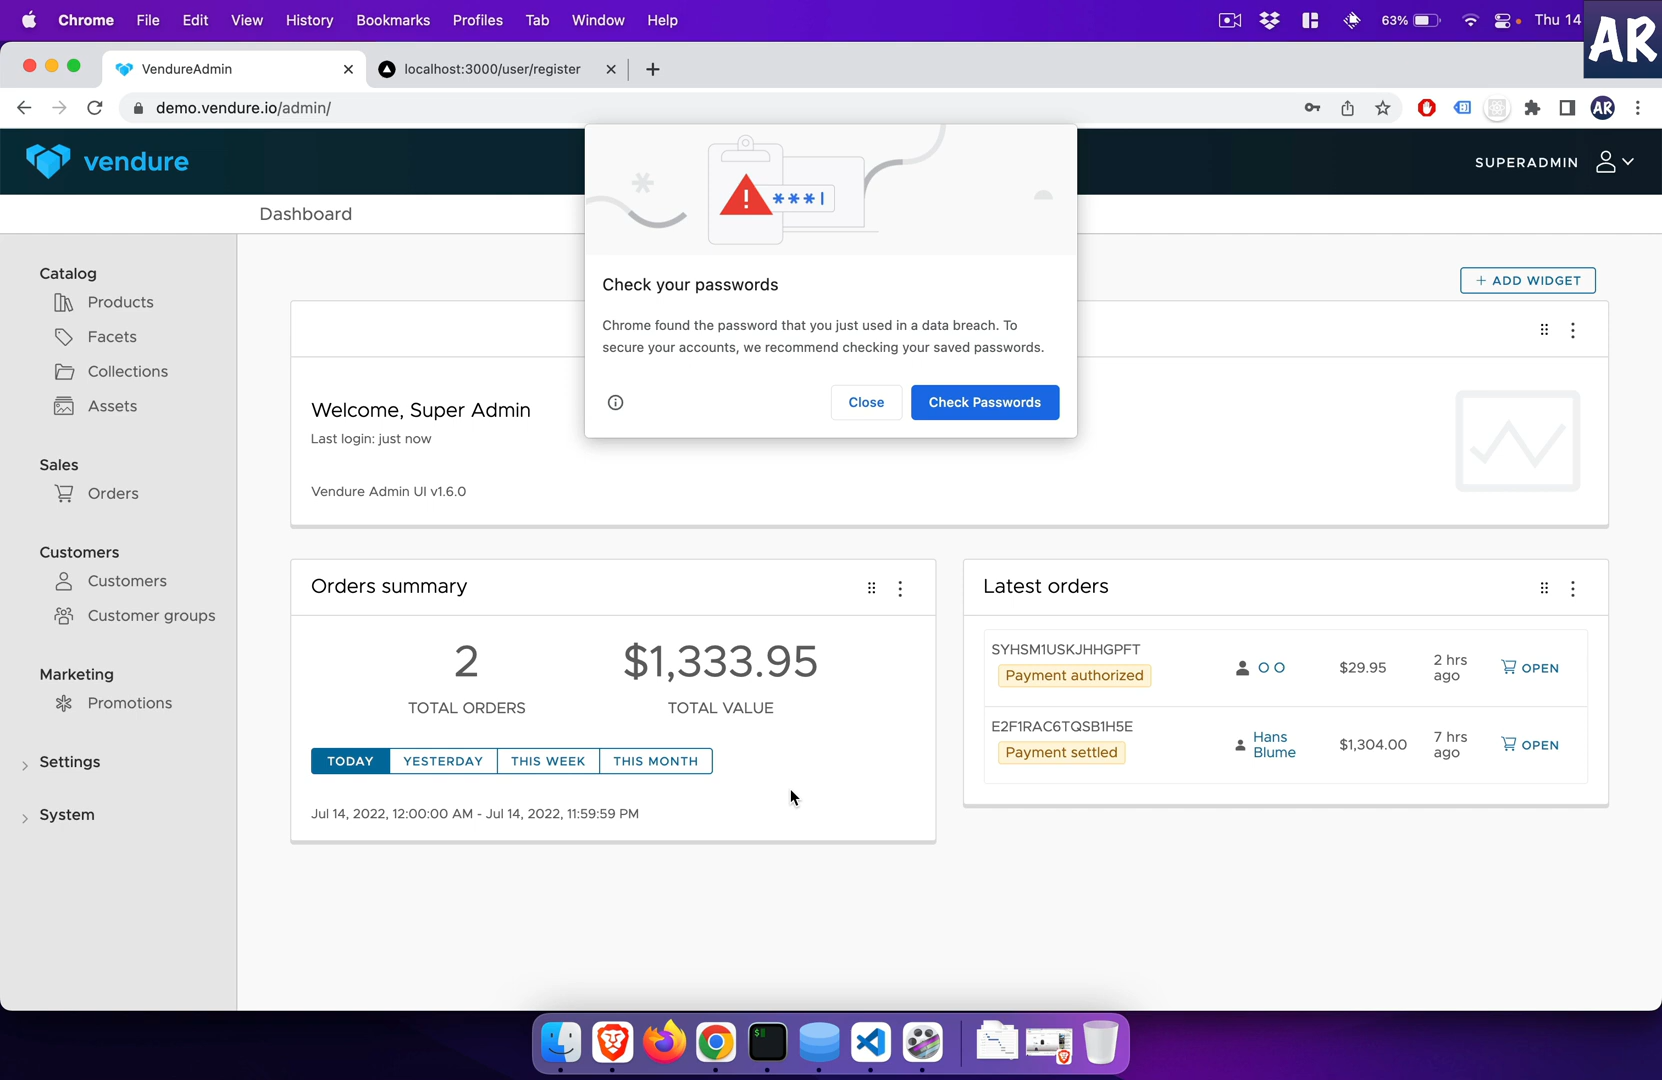 Chrome File Edit View History Bookmarks Profiles Tab Window Help 63% Thu 14
AR
VendureAdmin localhost:3000/user/register
demo.vendure.io/admin/ AR
vendure SUPERADMIN
Dashboard
Catalog
Products
Facets
Collections
Assets
Sales
Orders
Customers
Customers
Customer groups
Marketing
Promotions
Settings
System
! ***|
Check your passwords
Chrome found the password that you just used in a data breach. To
secure your accounts, we recommend checking your saved passwords.
Close Check Passwords
+ ADD WIDGET
Welcome, Super Admin
Last login: just now
Vendure Admin UI v1.6.0
Orders summary
2 $1,333.95
TOTAL ORDERS TOTAL VALUE
TODAY YESTERDAY THIS WEEK THIS MONTH
Jul 14, 2022, 12:00:00 AM - Jul 14, 2022, 11:59:59 PM
Latest orders
SYHSM1USKJHHGPFT
Payment authorized
O O $29.95 2 hrs
ago
OPEN
E2F1RAC6TQSB1H5E
Payment settled
Hans
Blume
$1,304.00 7 hrs
ago
OPEN